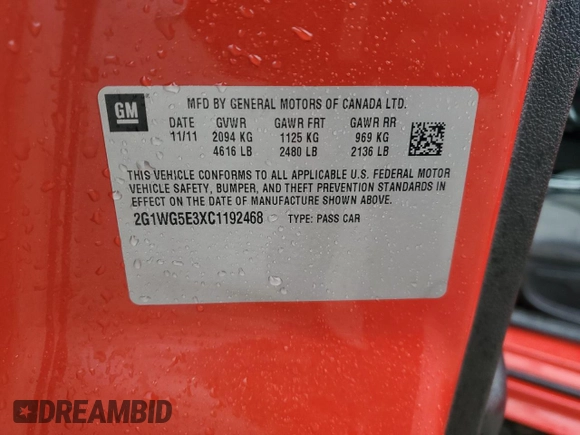 GM
MFD BY GENERAL MOTORS OF CANADA LTD.
DATE GVWR GAWR FRT GAWR RR
11/11 2094 KG 1125 KG 969 KG
4616 LB 2480 LB 2136 LB
THIS VEHICLE CONFORMS TO ALL APPLICABLE U.S. FEDERAL MOTOR
VEHICLE SAFETY, BUMPER, AND THEFT PREVENTION STANDARDS IN
EFFECT ON THE DATE OF MANUFACTURE SHOWN ABOVE.
2G1WG5E3XC1192468 TYPE: PASS CAR
DREAMBID